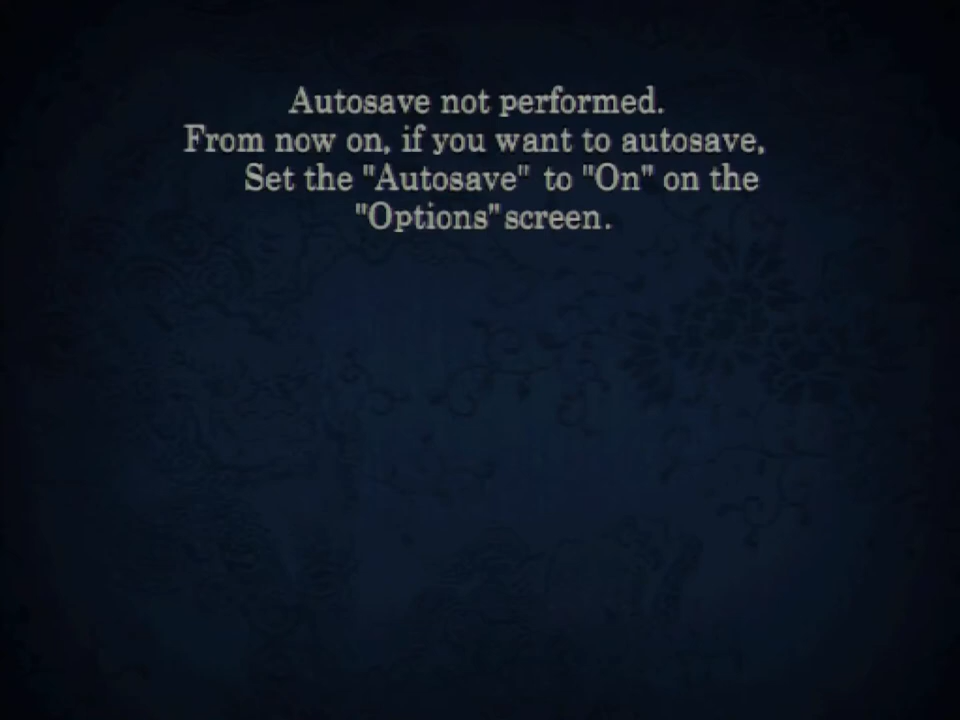 Autosave not performed.
From now on, if you want to autosave,
Set the "Autosave" to "On" on the
"Options" screen.